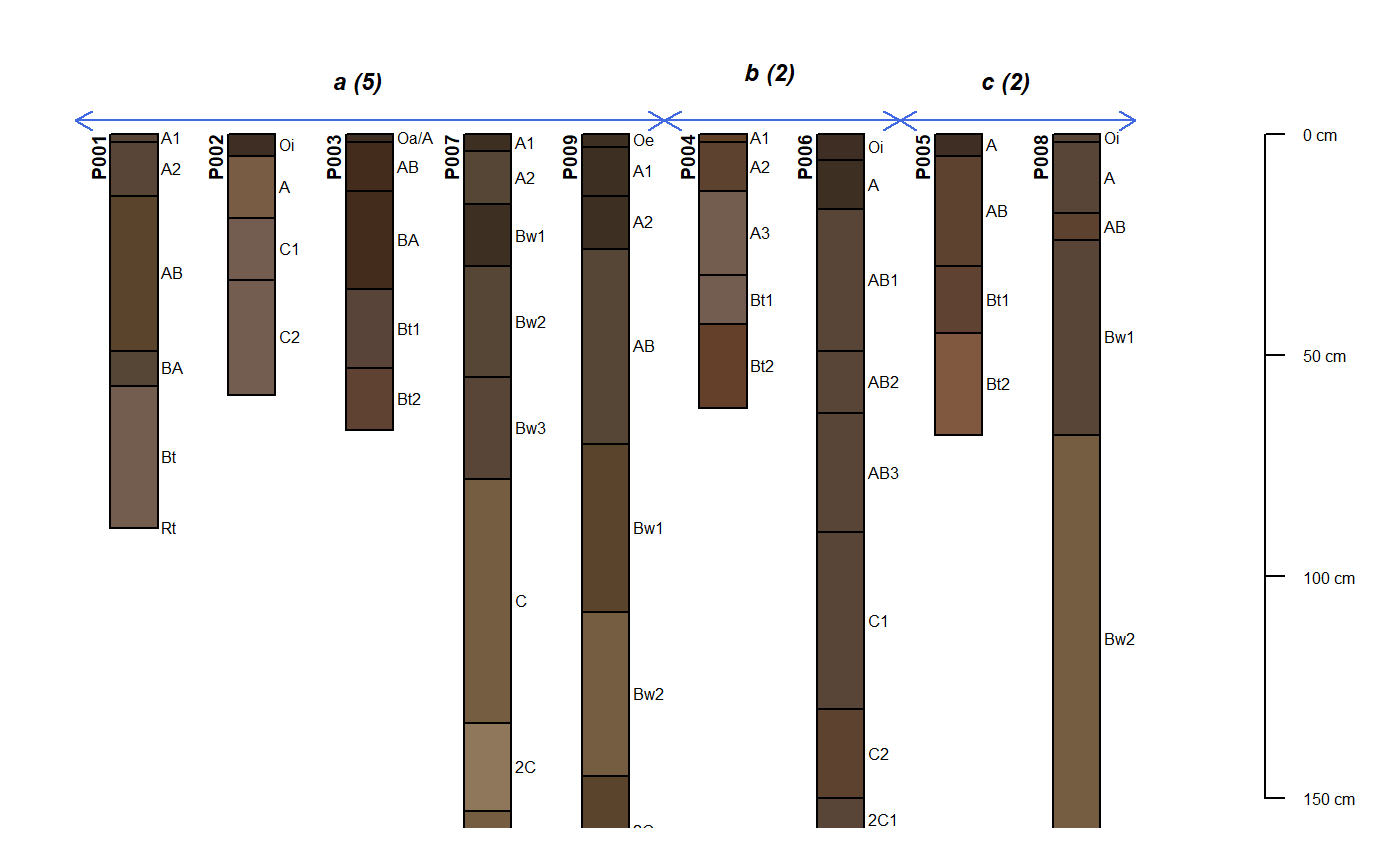 a (5)
b (2)
c (2)
P001
A1
A2
AB
BA
Bt
Rt
P002
Oi
A
C1
C2
P003
Oa/A
AB
BA
Bt1
Bt2
P007
A1
A2
Bw1
Bw2
Bw3
C
2C
P009
Oe
A1
A2
AB
Bw1
Bw2
P004
A1
A2
A3
Bt1
Bt2
P006
Oi
A
AB1
AB2
AB3
C1
C2
2C1
P005
A
AB
Bt1
Bt2
P008
Oi
A
AB
Bw1
Bw2
0 cm
50 cm
100 cm
150 cm